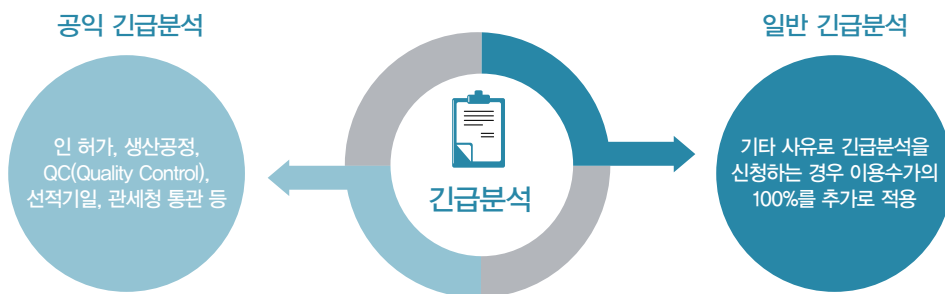 공익 긴급분석
인 허가, 생산공정,
QC(Quality Control),
선적기일, 관세청 통관 등
긴급분석
일반 긴급분석
기타 사유로 긴급분석을
신청하는 경우 이용수가의
100%를 추가로 적용